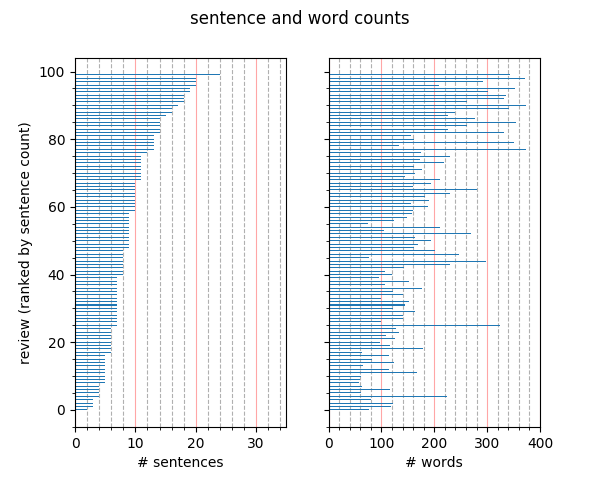 sentence and word counts
review (ranked by sentence count)
100
80
60
40
20
0
0 10 20 30
# sentences
0 100 200 300 400
# words